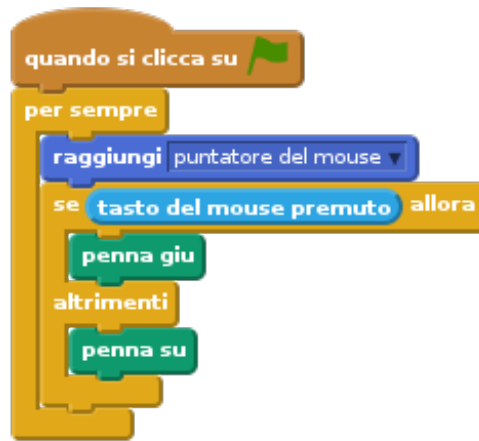 quando si clicca su
per sempre
raggiungi puntatore del mouse
se tasto del mouse premuto allora
penna giu
altrimenti
penna su